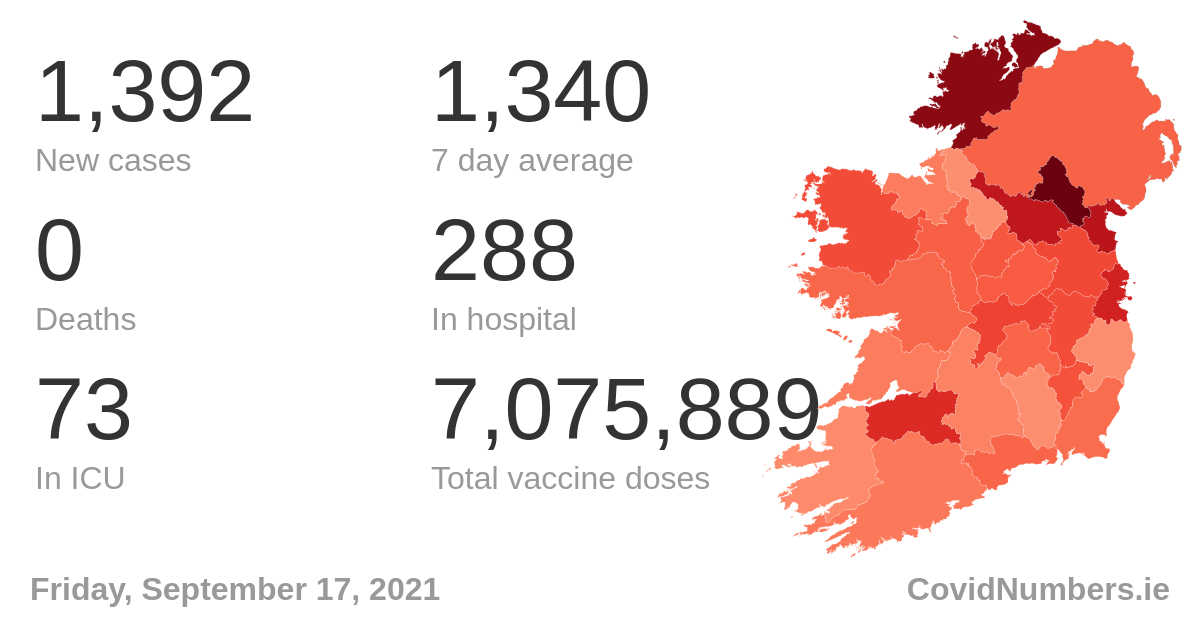 1,392
New cases
1,340
7 day average
0
Deaths
288
In hospital
73
In ICU
7,075,889
Total vaccine doses
Friday, September 17, 2021
CovidNumbers.ie